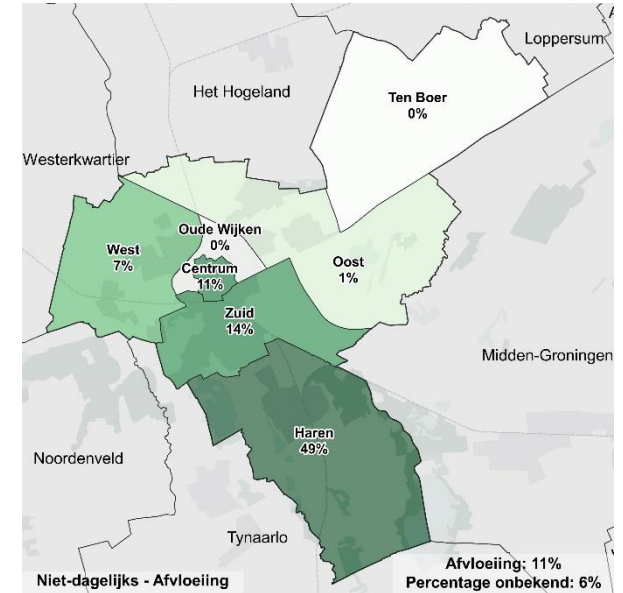 Loppersum
Het Hogeland
Ten Boer
0%
Westerkwartier
Oude Wijken
0%
West
7%
Centrum
11%
Oost
1%
Zuid
14%
Midden-Groningen
Haren
49%
Noordenveld
Tynaarlo
Niet-dagelijks - Afvloeiing
Afvloeiing: 11%
Percentage onbekend: 6%